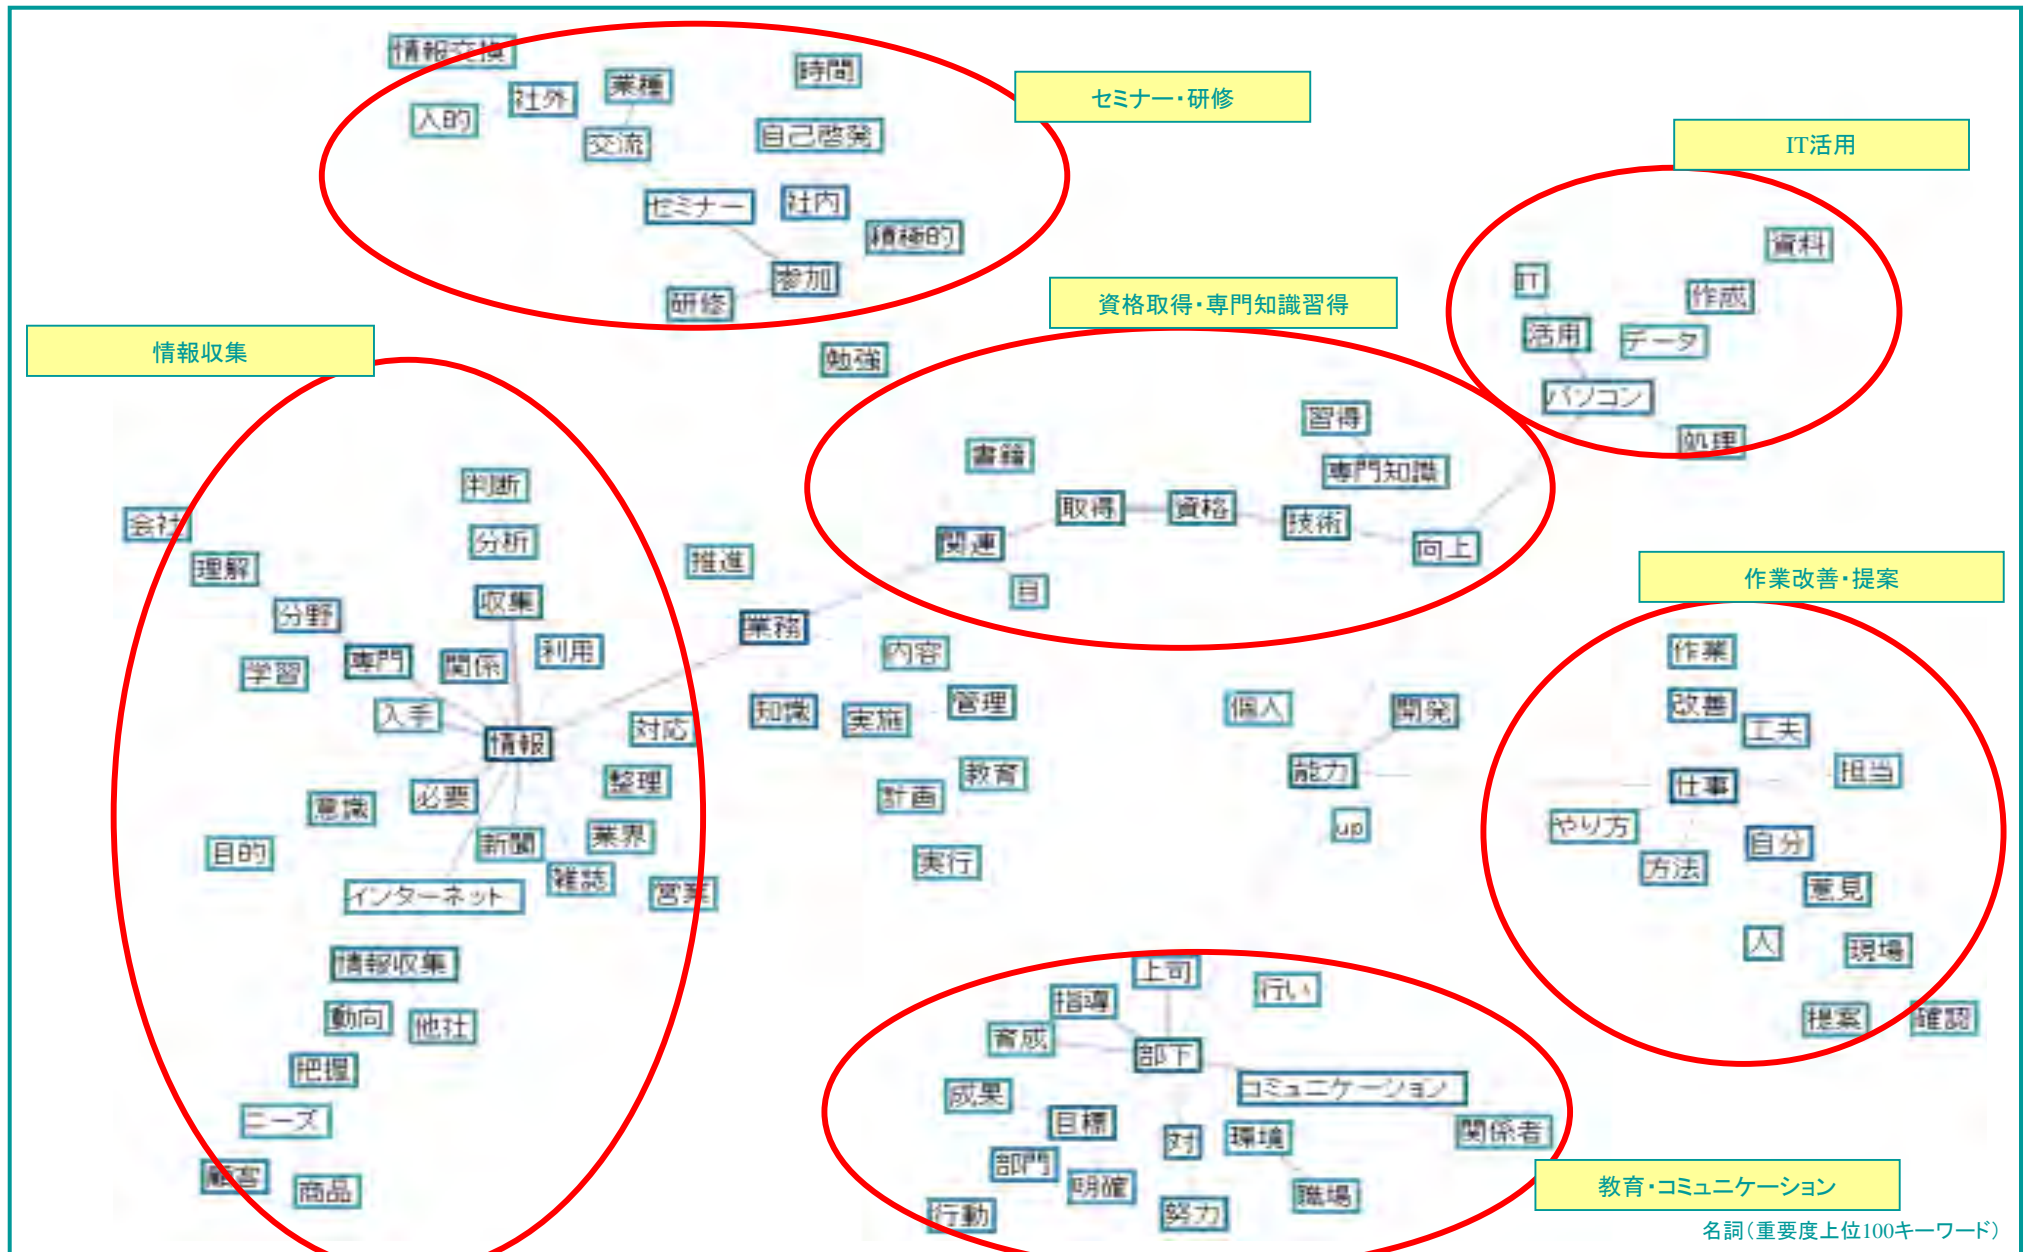 情報交換
人的
社外
業種
交流
時間
自己啓発
セミナー
社内
積極的
参加
研修
セミナー・研修
勉強
IT活用
資料
IT
作成
活用
データ
パソコン
処理
資格取得・専門知識習得
習得
書籍
専門知識
取得
資格
技術
関連
向上
目
情報収集
判断
会社
分析
理解
収集
分野
利用
学習
専門
関係
入手
情報
対応
整理
意識
必要
目的
新聞
業界
雑誌
営業
インターネット
情報収集
動向
他社
把握
ニーズ
顧客
商品
推進
業務
内容
知識
実施
管理
教育
計画
実行
個人
開発
能力
up
作業改善・提案
作業
改善
工夫
仕事
担当
やり方
方法
自分
意見
人
現場
提案
確認
上司
行い
指導
育成
部下
コミュニケーション
成果
目標
対
環境
関係者
部門
明確
職場
行動
努力
教育・コミュニケーション
名詞(重要度上位100キーワード)